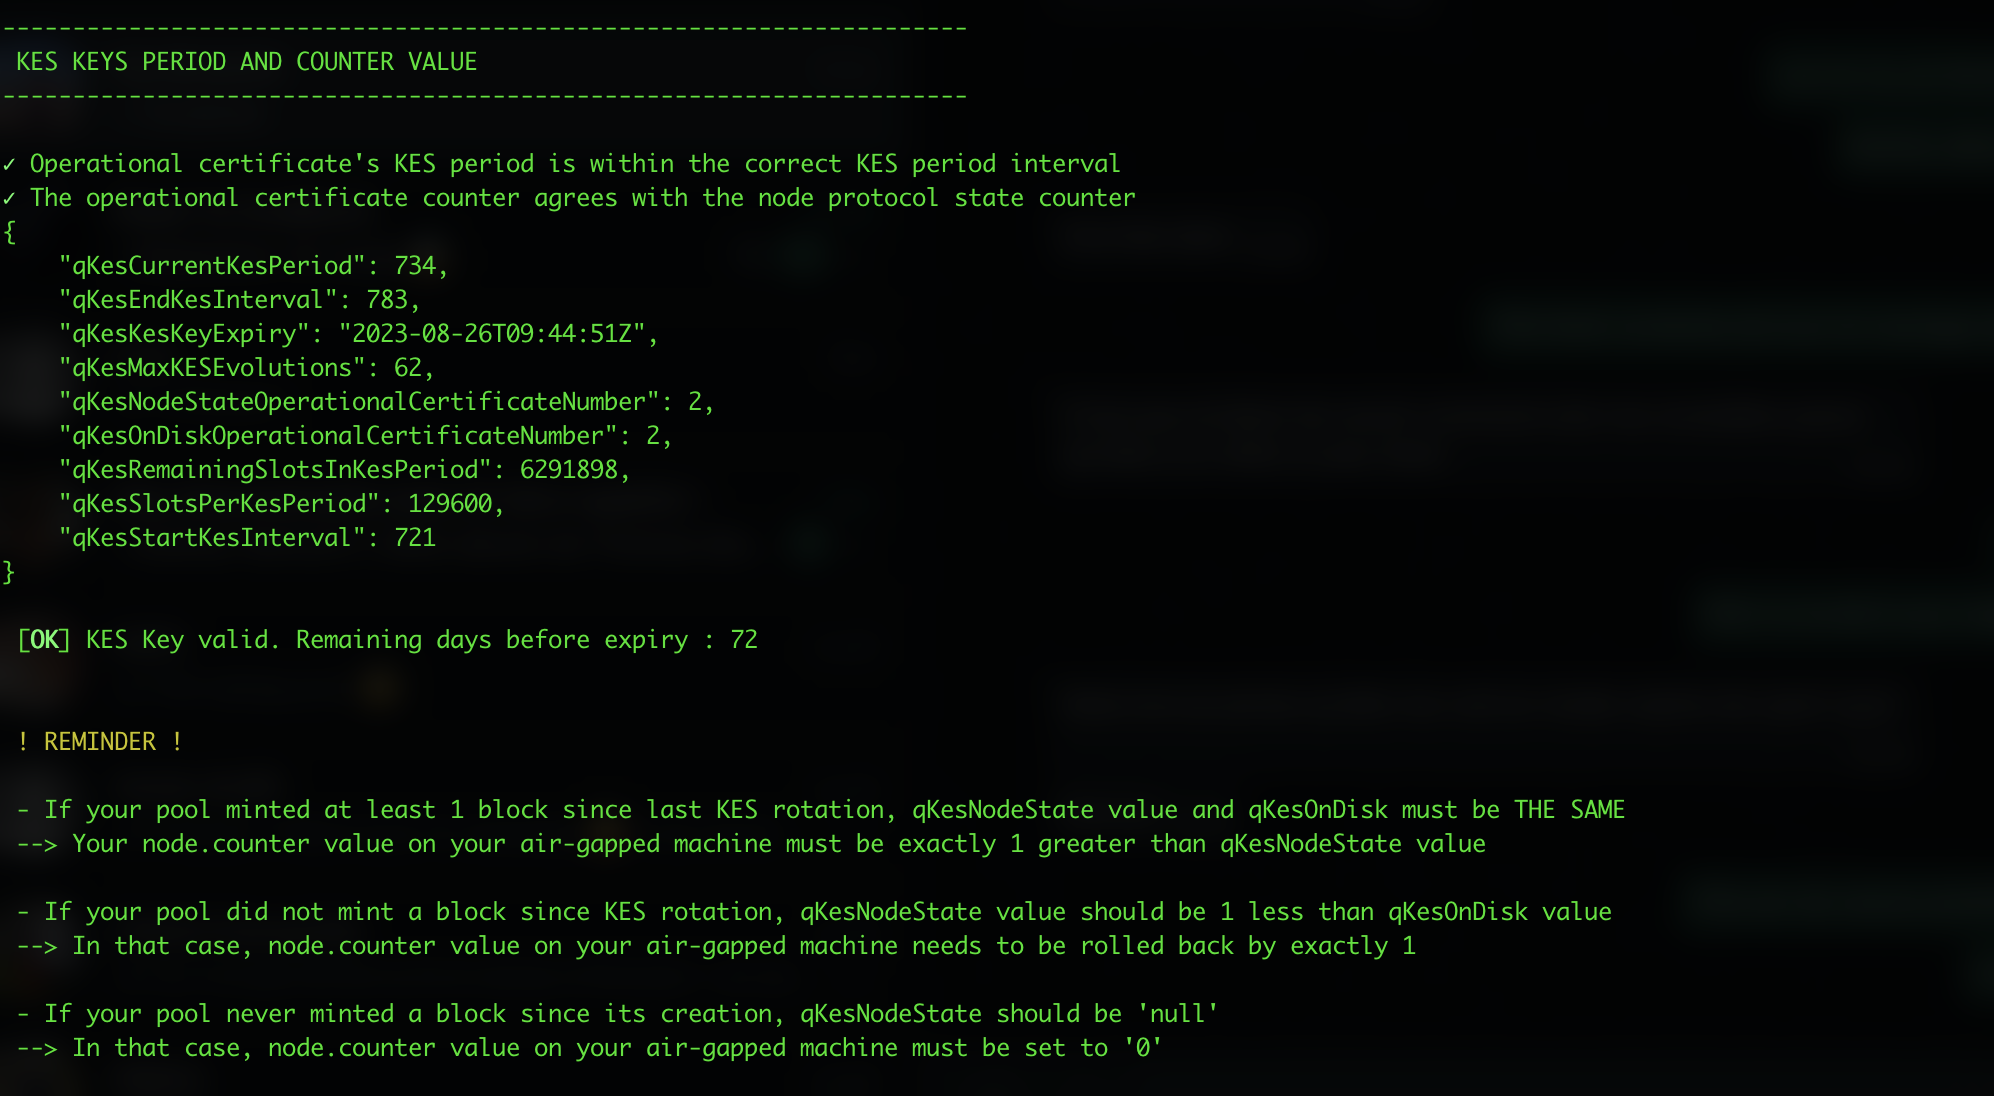 ---------------------------------------------------------------------
KES KEYS PERIOD AND COUNTER VALUE
---------------------------------------------------------------------
✓ Operational certificate's KES period is within the correct KES period interval
✓ The operational certificate counter agrees with the node protocol state counter
{
    "qKesCurrentKesPeriod": 734,
    "qKesEndKesInterval": 783,
    "qKesKesKeyExpiry": "2023-08-26T09:44:51Z",
    "qKesMaxKESEvolutions": 62,
    "qKesNodeStateOperationalCertificateNumber": 2,
    "qKesOnDiskOperationalCertificateNumber": 2,
    "qKesRemainingSlotsInKesPeriod": 6291898,
    "qKesSlotsPerKesPeriod": 129600,
    "qKesStartKesInterval": 721
}
[OK] KES Key valid. Remaining days before expiry : 72
! REMINDER !
- If your pool minted at least 1 block since last KES rotation, qKesNodeState value and qKesOnDisk must be THE SAME
--> Your node.counter value on your air-gapped machine must be exactly 1 greater than qKesNodeState value
- If your pool did not mint a block since KES rotation, qKesNodeState value should be 1 less than qKesOnDisk value
--> In that case, node.counter value on your air-gapped machine needs to be rolled back by exactly 1
- If your pool never minted a block since its creation, qKesNodeState should be 'null'
--> In that case, node.counter value on your air-gapped machine must be set to '0'